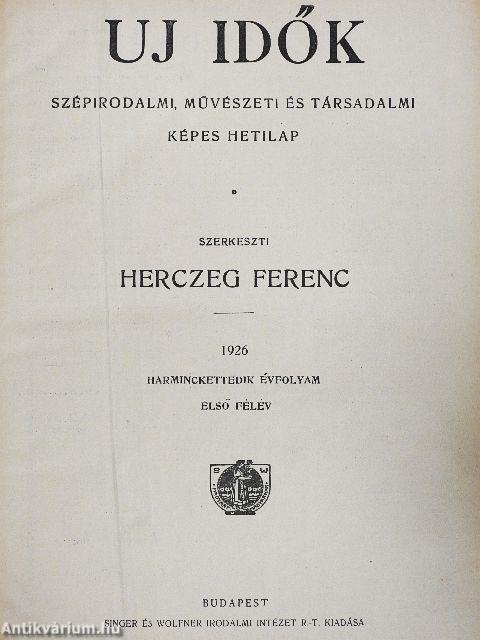 UJ IDŐK
SZÉPIRODALMI, MŰVÉSZETI ÉS TÁRSADALMI
KÉPES HETILAP
SZERKESZTI
HERCZEG FERENC
1926
HARMINCKETTEDIK ÉVFOLYAM
ELSŐ FÉLÉV
S W
BUDAPEST
SINGER ÉS WOLFNER IRODALMI INTÉZET R.-T. KIADÁSA
Antikvárium.hu